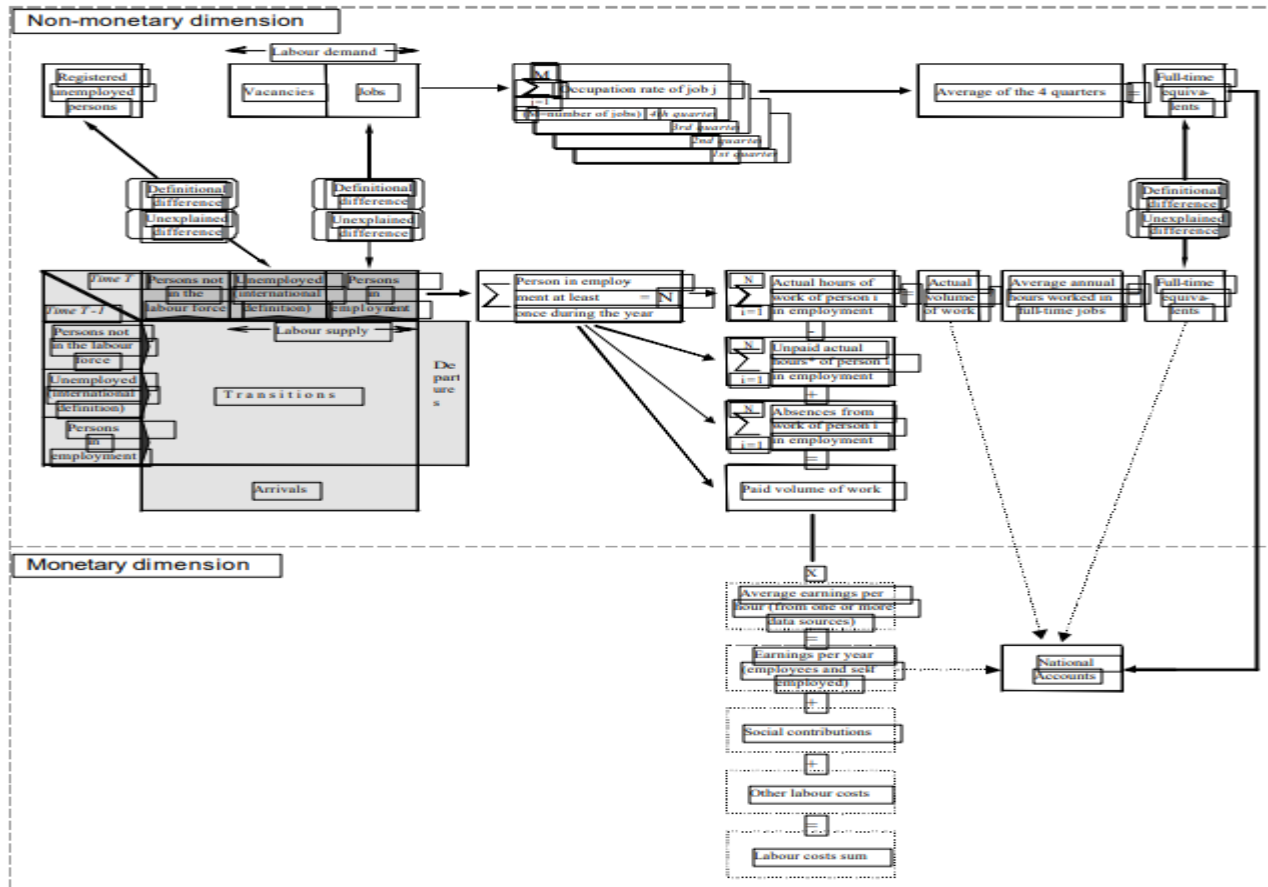 Non-monetary dimension
Labour demand
Registered
unemployed
persons
Vacancies
Jobs
M
∑ Occupation rate of job j
j=1
(M=number of jobs) 4th quarter
3rd quarter
2nd quarter
1st quarter
Average of the 4 quarters
=
Full-time
equiva-
lents
Definitional
difference
Unexplained
difference
Definitional
difference
Unexplained
difference
Definitional
difference
Unexplained
difference
Time T
Time T-1
Persons not
in the
labour force
Unemployed
(international
definition)
Persons
in
employment
Labour supply
Persons not
in the labour
force
Unemployed
(international
definition)
Persons
in
employment
Transitions
De
part
ure
s
Arrivals
∑
Person in employ
ment at least
once during the year
= N
N
∑
i=1
Actual hours of
work of person i
in employment
=
Actual
volume
of work
Average annual
hours worked in
full-time jobs
Full-time
equiva-
lents
-
N
∑
i=1
Unpaid actual
hours* of person i
in employment
+
N
∑
i=1
Absences from
work of person i
in employment
=
Paid volume of work
Monetary dimension
X
Average earnings per
hour (from one or more
data sources)
=
Earnings per year
(employees and self
employed)
National
Accounts
+
Social contributions
+
Other labour costs
=
Labour costs sum